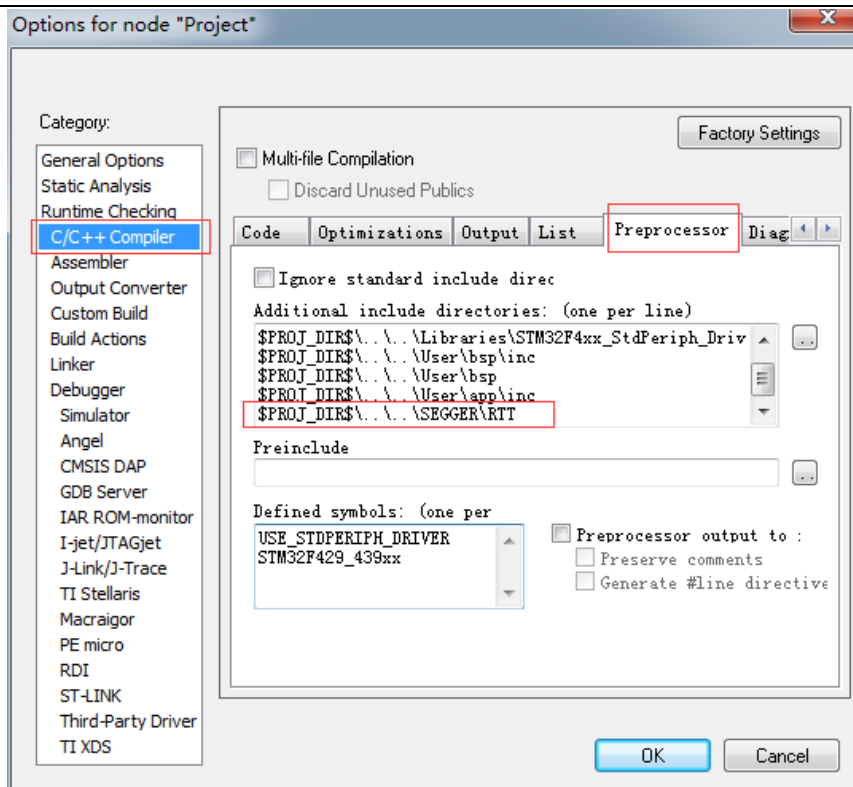 Options for node "Project"
Category:
General Options
Static Analysis
Runtime Checking
C/C++ Compiler
Assembler
Output Converter
Custom Build
Build Actions
Linker
Debugger
Simulator
Angel
CMSIS DAP
GDB Server
IAR ROM-monitor
I-jet/JTAGjet
J-Link/J-Trace
TI Stellaris
Macraigor
PE micro
RDI
ST-LINK
Third-Party Driver
TI XDS
Factory Settings
Multi-file Compilation
Discard Unused Publics
Code Optimizations Output List Preprocessor Diag
Ignore standard include direc
Additional include directories: (one per line)
$PROJ_DIR$\..\..\Libraries\STM32F4xx_StdPeriph_Driv
$PROJ_DIR$\..\..\User\bsp\inc
$PROJ_DIR$\..\..\User\bsp
$PROJ_DIR$\..\..\User\app\inc
$PROJ_DIR$\..\..\SEGGER\RTT
..
Preinclude
..
Defined symbols: (one per
USE_STDPERIPH_DRIVER
STM32F429_439xx
Preprocessor output to :
Preserve comments
Generate #line directive
OK Cancel